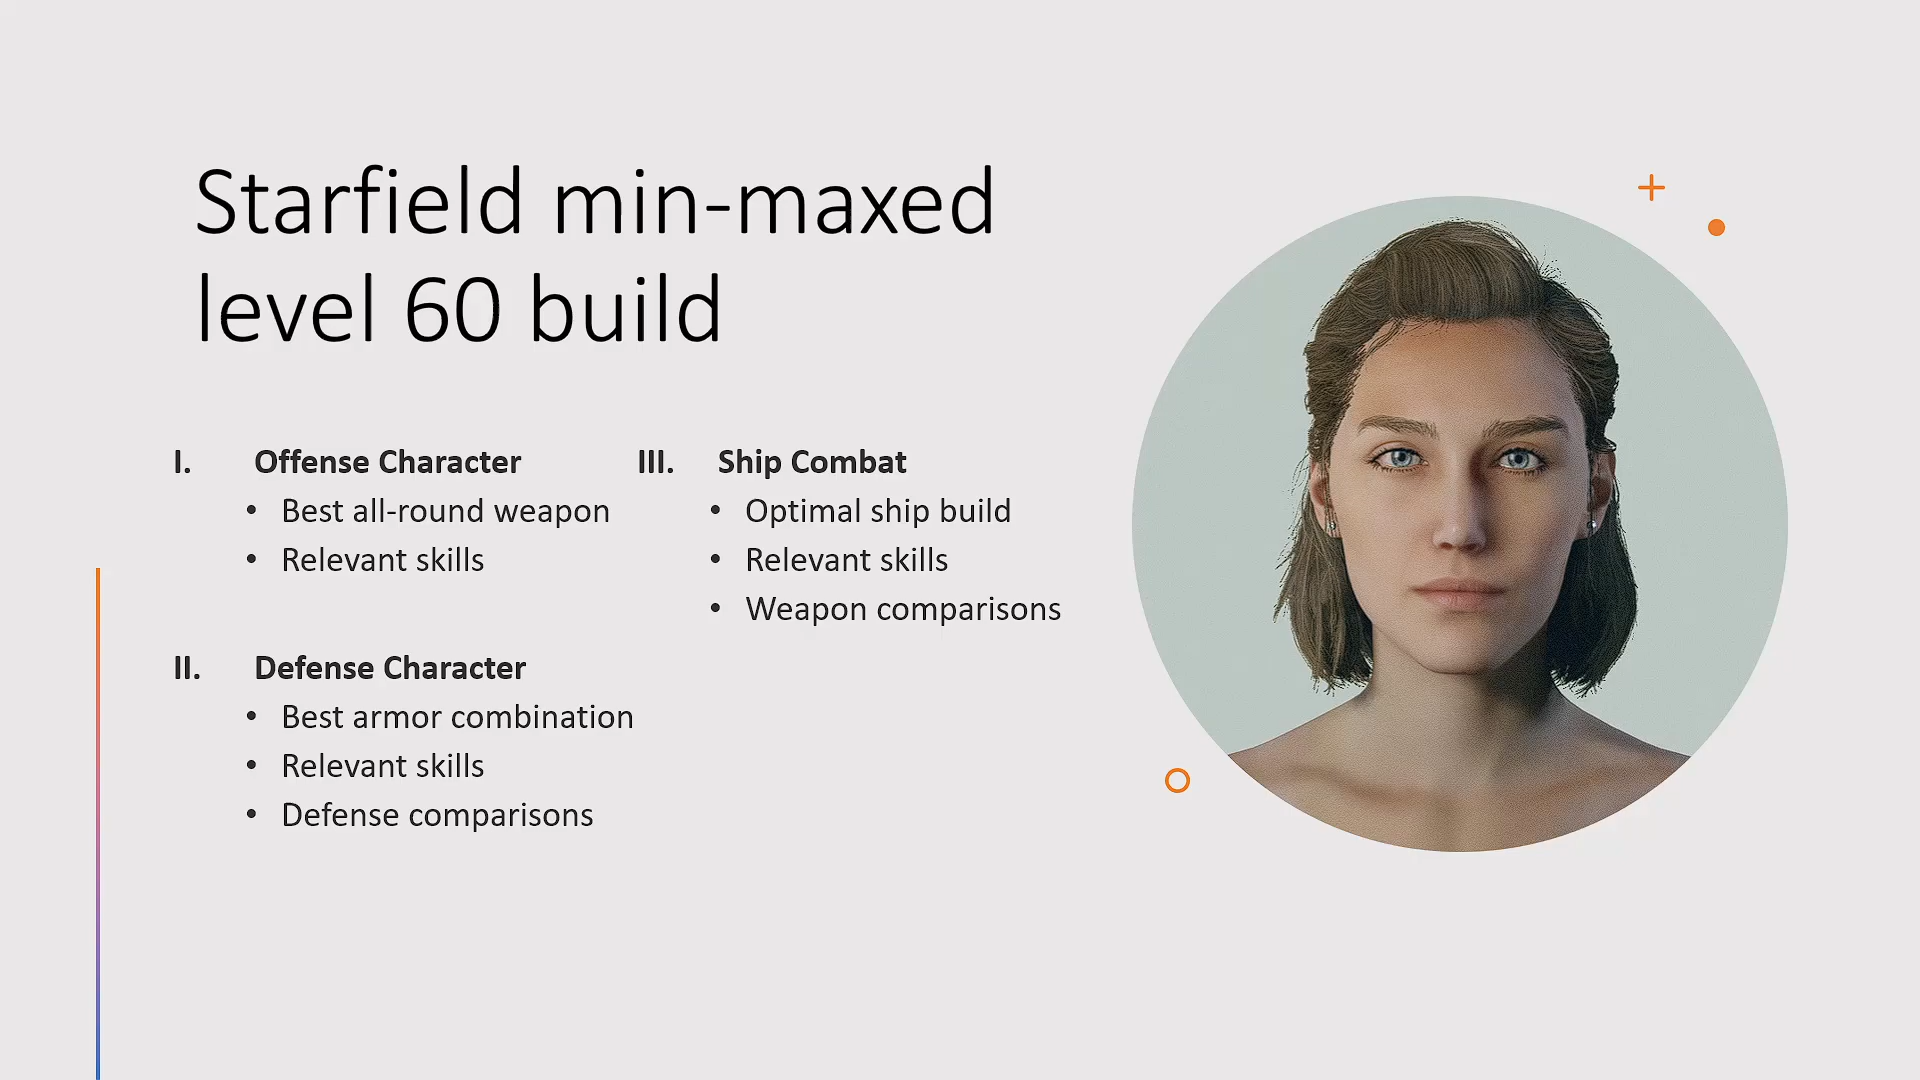 Starfield min-maxed
level 60 build
I. Offense Character
• Best all-round weapon
• Relevant skills
II. Defense Character
• Best armor combination
• Relevant skills
• Defense comparisons
III. Ship Combat
• Optimal ship build
• Relevant skills
• Weapon comparisons